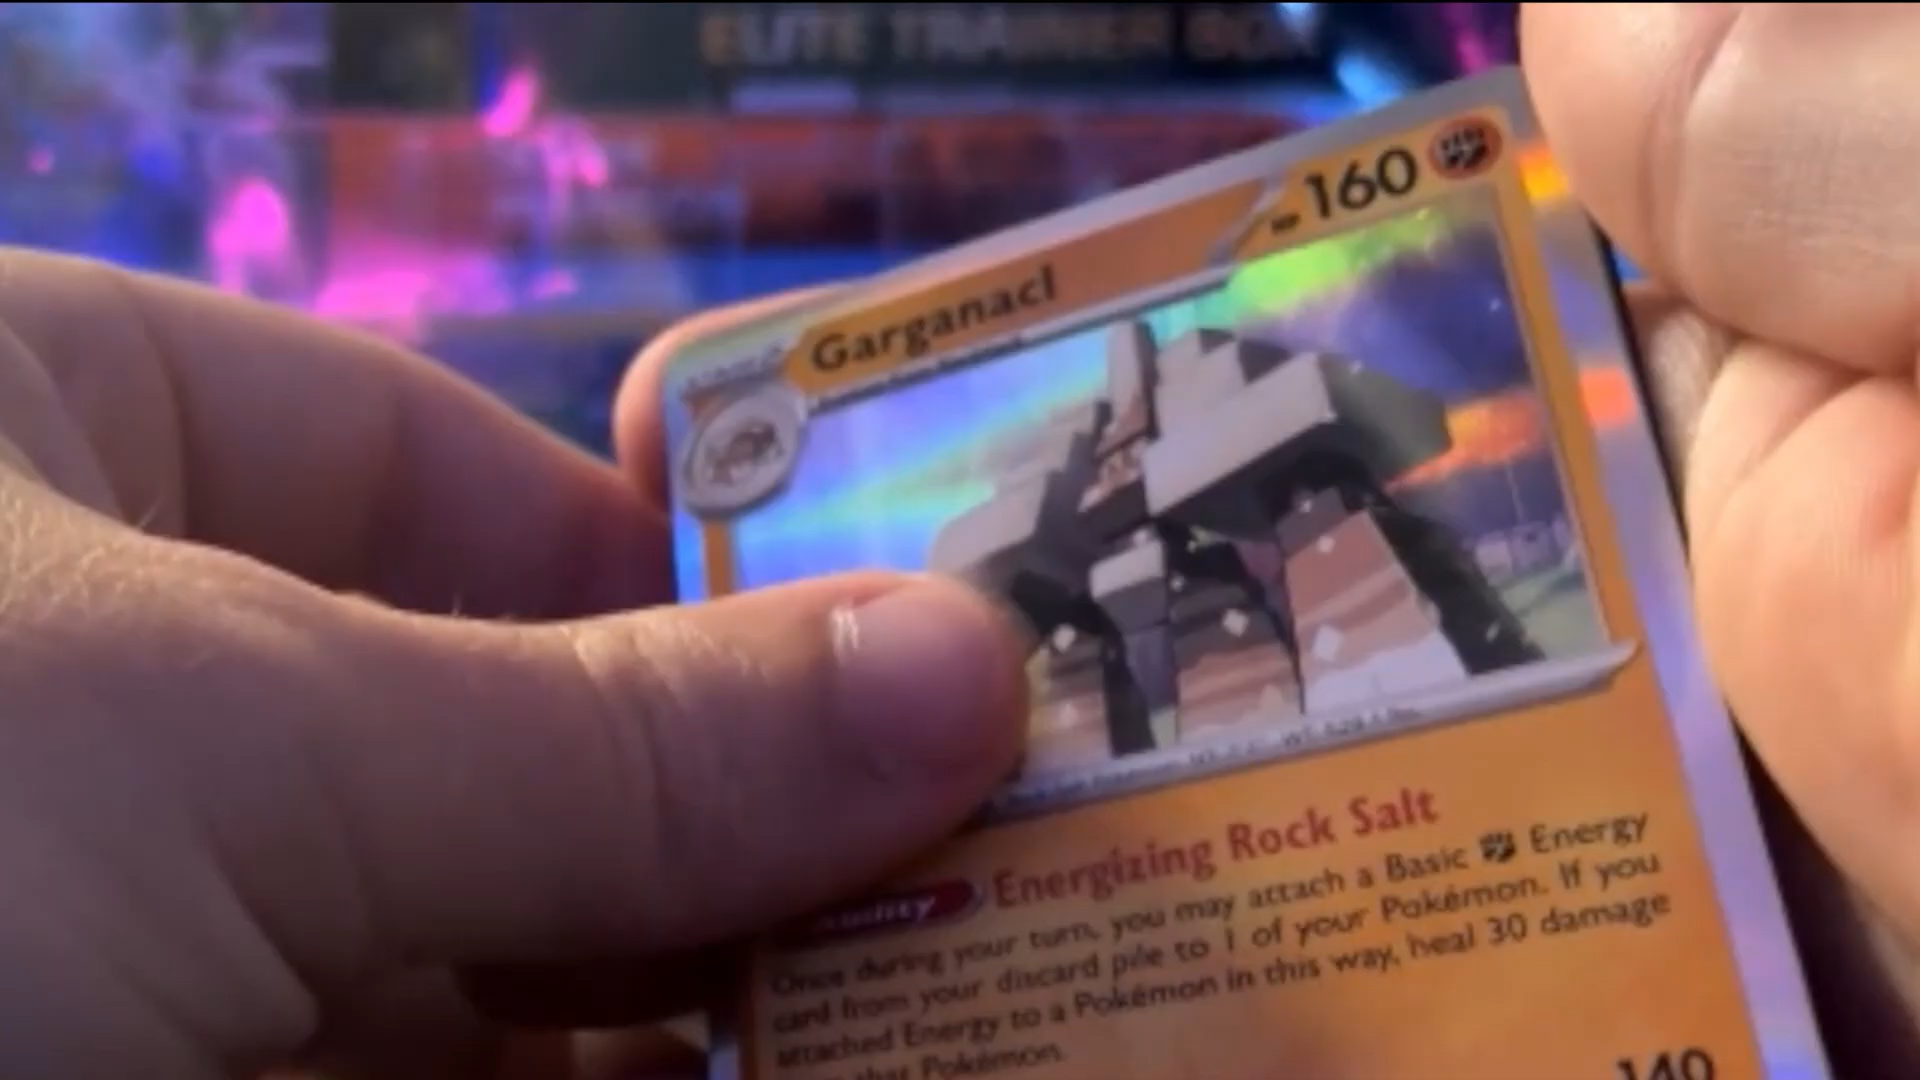 ELITE TRAINER BOX
HP 160
Garganacl
Energizing Rock Salt
Once during your turn, you may attach a Basic Energy
card from your discard pile to 1 of your Pokémon. If you
attached Energy to a Pokémon in this way, heal 30 damage
that Pokémon.
140